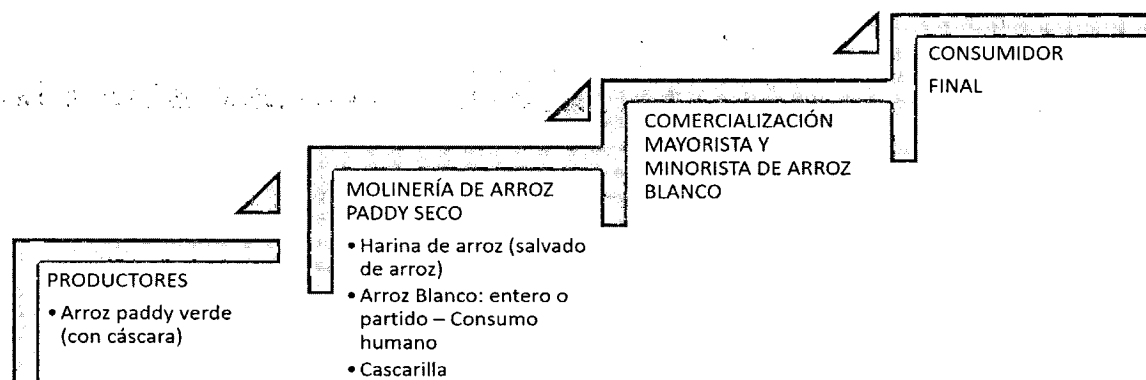 PRODUCTORES
• Arroz paddy verde
(con cáscara)
MOLINERÍA DE ARROZ
PADDY SECO
• Harina de arroz (salvado
de arroz)
• Arroz Blanco: entero o
partido – Consumo
humano
• Cascarilla
COMERCIALIZACIÓN
MAYORISTA Y
MINORISTA DE ARROZ
BLANCO
CONSUMIDOR
FINAL